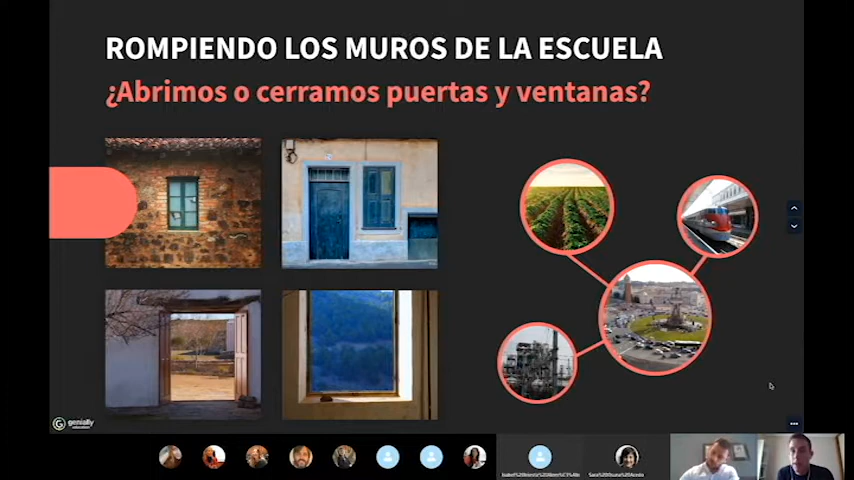 ROMPIENDO LOS MUROS DE LA ESCUELA
¿Abrimos o cerramos puertas y ventanas?
genially